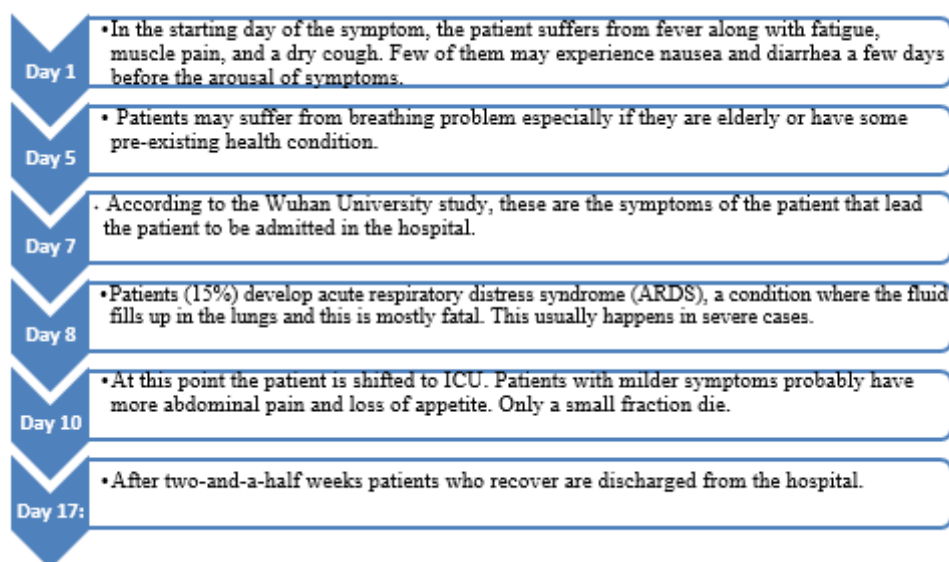 •In the starting day of the symptom, the patient suffers from fever along with fatigue,
muscle pain, and a dry cough. Few of them may experience nausea and diarrhea a few days
before the arousal of symptoms.
Day 1
• Patients may suffer from breathing problem especially if they are elderly or have some
pre-existing health condition.
Day 5
. According to the Wuhan University study, these are the symptoms of the patient that lead
the patient to be admitted in the hospital.
Day 7
•Patients (15%) develop acute respiratory distress syndrome (ARDS), a condition where the fluid
fills up in the lungs and this is mostly fatal. This usually happens in severe cases.
Day 8
•At this point the patient is shifted to ICU. Patients with milder symptoms probably have
more abdominal pain and loss of appetite. Only a small fraction die.
Day 10
•After two-and-a-half weeks patients who recover are discharged from the hospital.
Day 17: